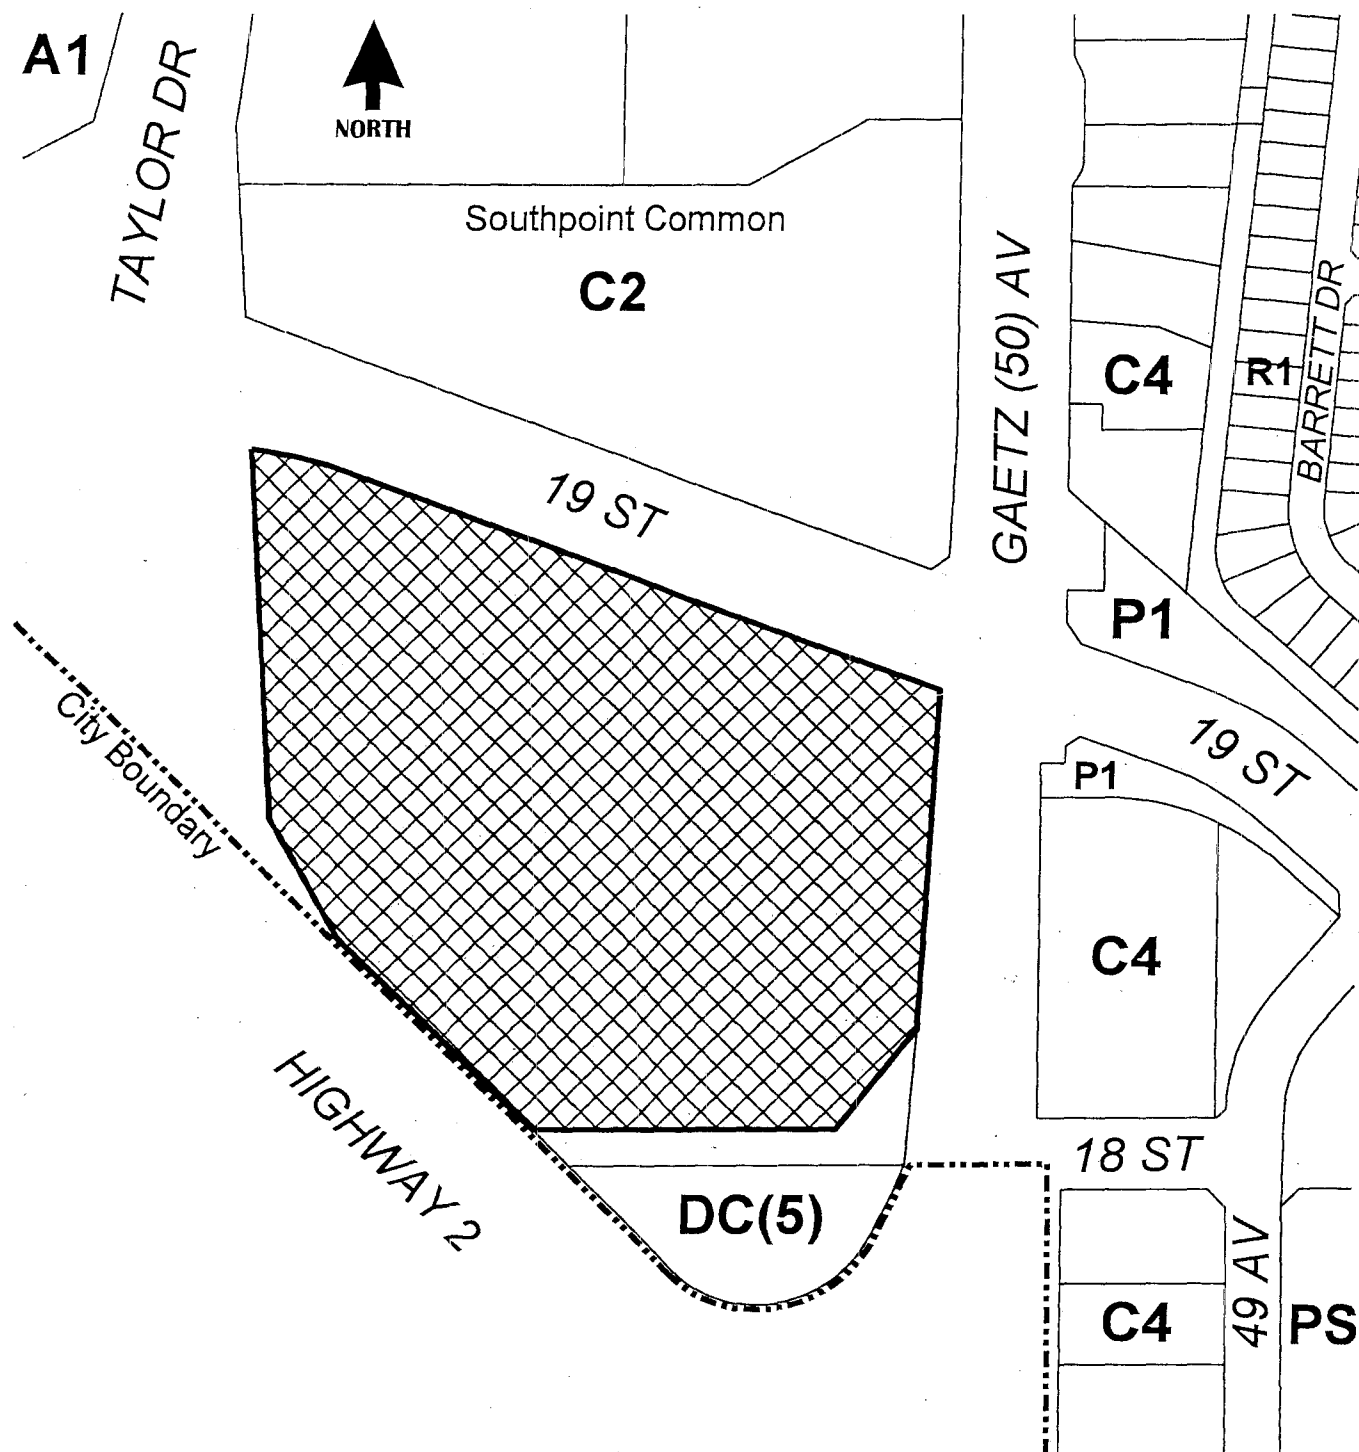 A1
TAYLOR DR
NORTH
Southpoint Common
C2
GAETZ (50) AV
C4
R1
BARRETT DR
19 ST
P1
19 ST
P1
City Boundary
C4
HIGHWAY 2
18 ST
DC(5)
49 AV
C4
PS